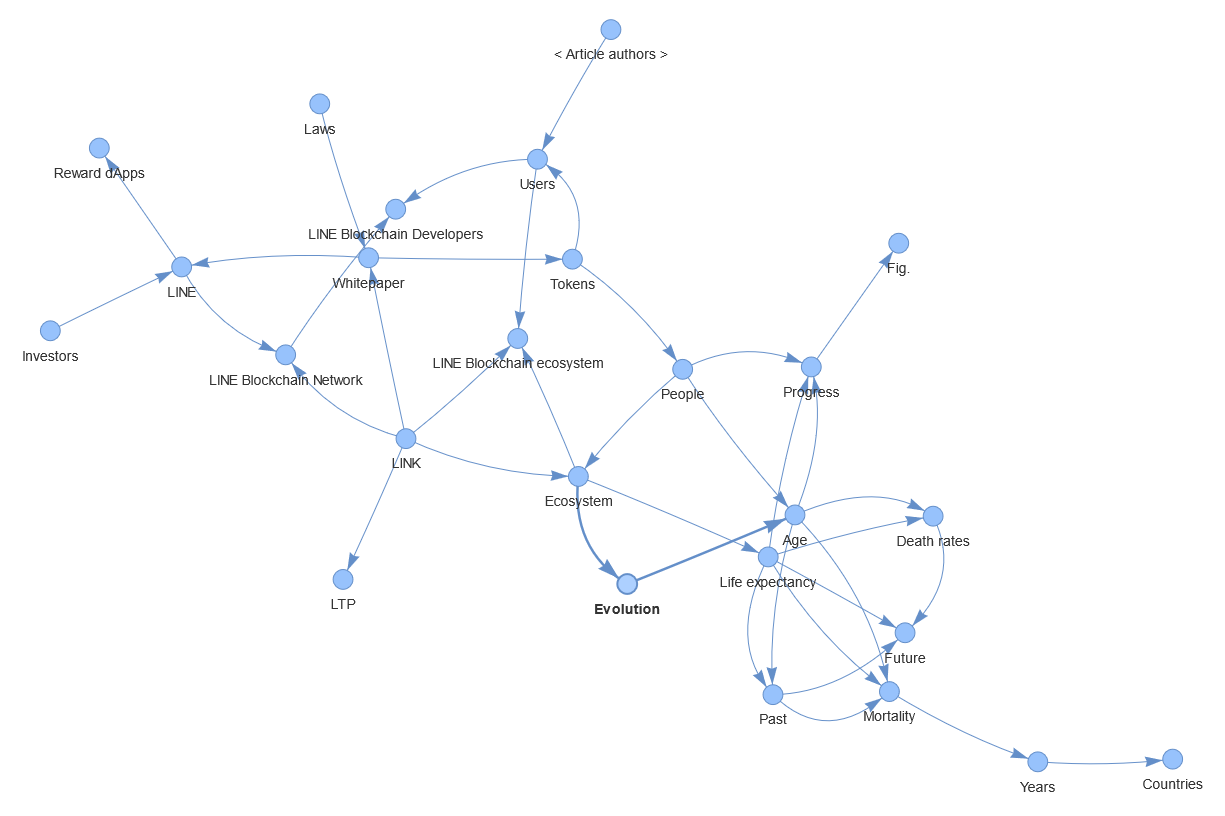 < Article authors >
Laws
Reward dApps
Users
LINE Blockchain Developers
Fig.
Whitepaper
Tokens
LINE
Investors
LINE Blockchain ecosystem
LINE Blockchain Network
People
Progress
LINK
Ecosystem
Age
Death rates
Life expectancy
LTP
Evolution
Future
Past
Mortality
Years
Countries